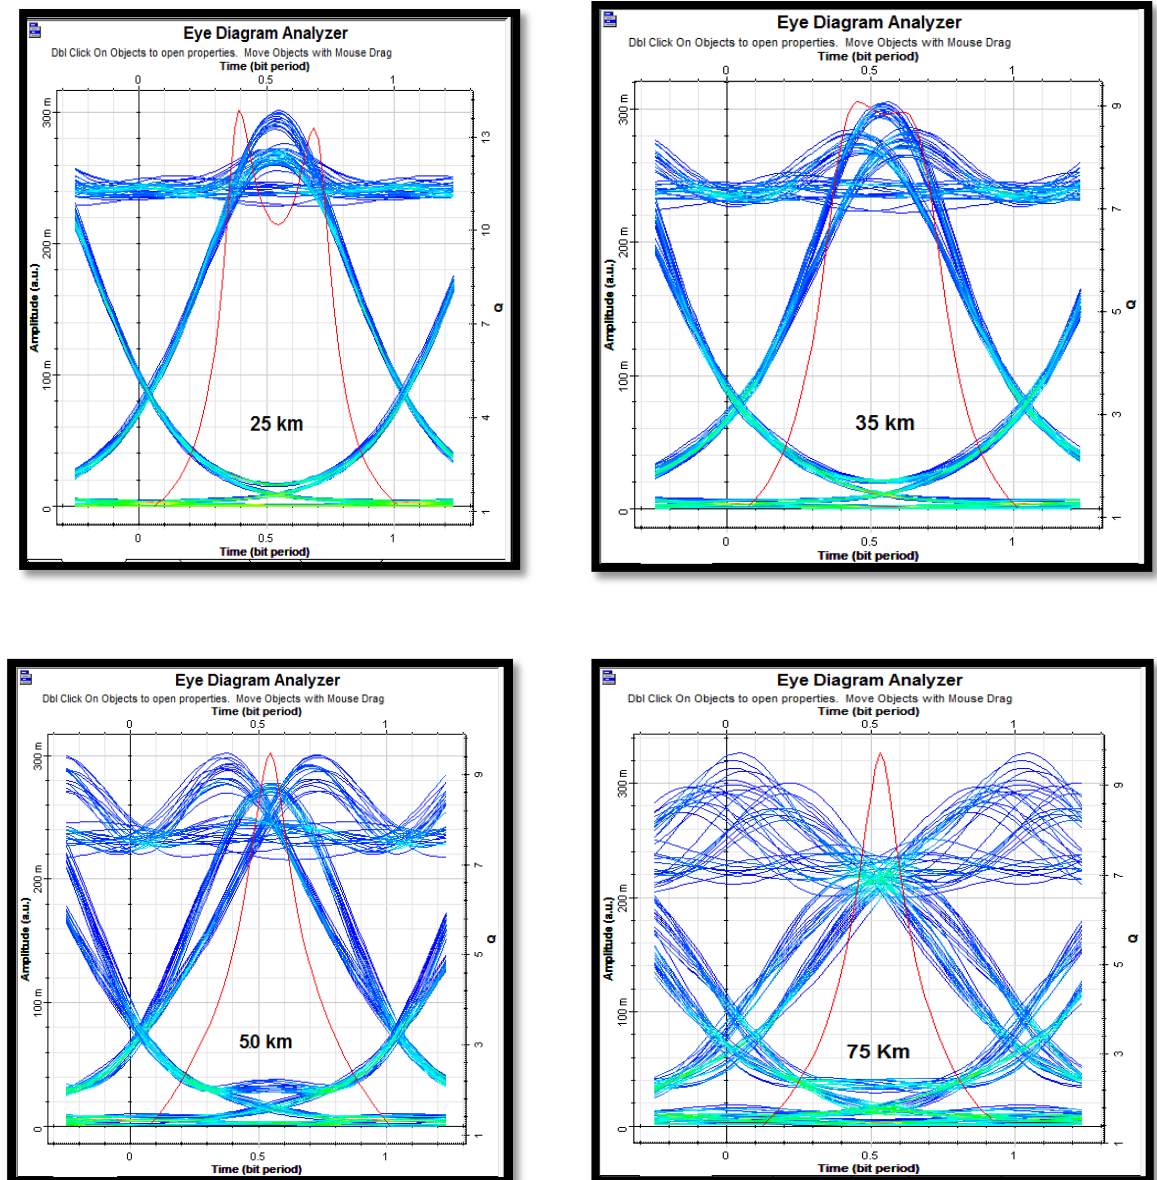 Eye Diagram Analyzer
Dbl Click On Objects to open properties. Move Objects with Mouse Drag
Time (bit period)
0 0.5 1
300 m
200 m
100 m
0
Amplitude (a.u.)
13
10
7
4
1
Q
25 km
0 0.5 1
Time (bit period)
Eye Diagram Analyzer
Dbl Click On Objects to open properties. Move Objects with Mouse Drag
Time (bit period)
0 0.5 1
300 m
200 m
100 m
0
Amplitude (a.u.)
9
7
5
3
1
Q
35 km
0 0.5 1
Time (bit period)
Eye Diagram Analyzer
Dbl Click On Objects to open properties. Move Objects with Mouse Drag
Time (bit period)
0 0.5 1
300 m
200 m
100 m
0
Amplitude (a.u.)
9
7
5
3
1
Q
50 km
0 0.5 1
Time (bit period)
Eye Diagram Analyzer
Dbl Click On Objects to open properties. Move Objects with Mouse Drag
Time (bit period)
0 0.5 1
300 m
200 m
100 m
0
Amplitude (a.u.)
9
7
5
3
1
Q
75 Km
0 0.5 1
Time (bit period)